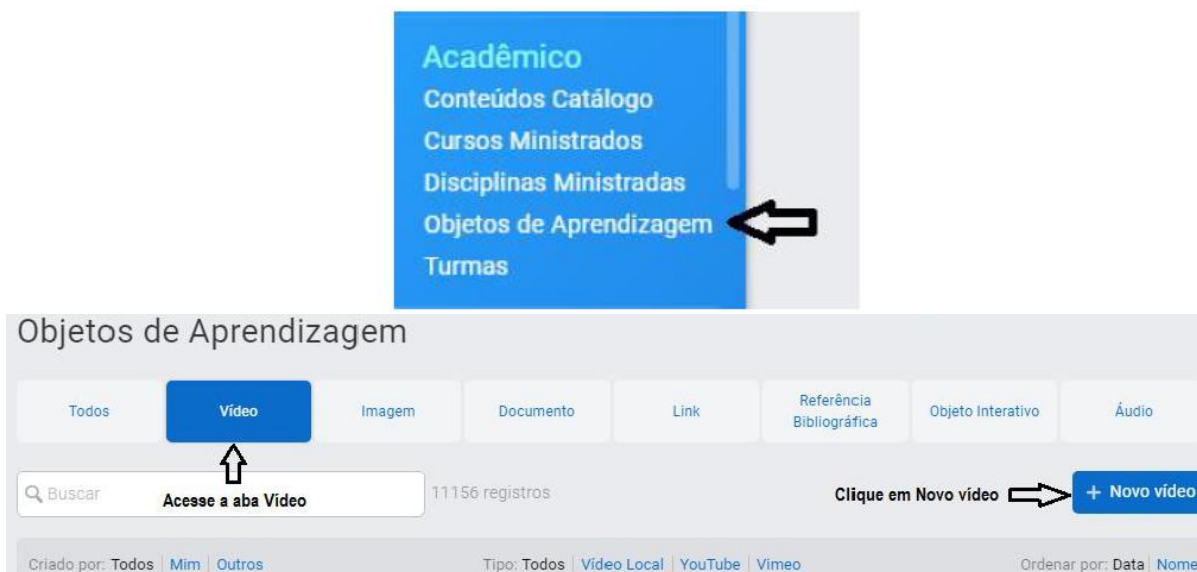 Acadêmico
Conteúdos Catálogo
Cursos Ministrados
Disciplinas Ministradas
Objetos de Aprendizagem
Turmas
Objetos de Aprendizagem
Todos
Vídeo
Imagem
Documento
Link
Referência
Bibliográfica
Objeto Interativo
Áudio
Buscar
Acesse a aba Vídeo
11156 registros
Clique em Novo vídeo
+ Novo vídeo
Criado por: Todos | Mim | Outros
Tipo: Todos | Vídeo Local | YouTube | Vimeo
Ordenar por: Data | Nome